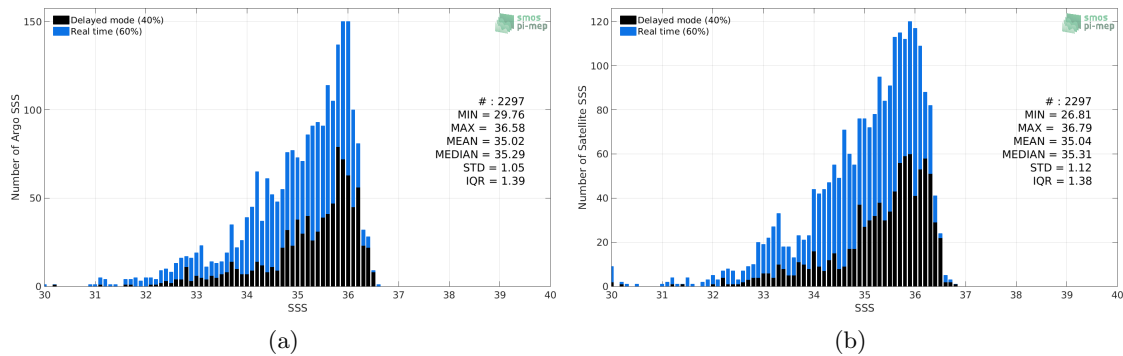 Delayed mode (40%)
Real time (60%)
smos
pi-mep
Number of Argo SSS
150
100
50
0
# : 2297
MIN = 29.76
MAX = 36.58
MEAN = 35.02
MEDIAN = 35.29
STD = 1.05
IQR = 1.39
30 31 32 33 34 35 36 37 38 39 40
SSS
(a)
Delayed mode (40%)
Real time (60%)
smos
pi-mep
Number of Satellite SSS
120
100
80
60
40
20
0
# : 2297
MIN = 26.81
MAX = 36.79
MEAN = 35.04
MEDIAN = 35.31
STD = 1.12
IQR = 1.38
30 31 32 33 34 35 36 37 38 39 40
SSS
(b)